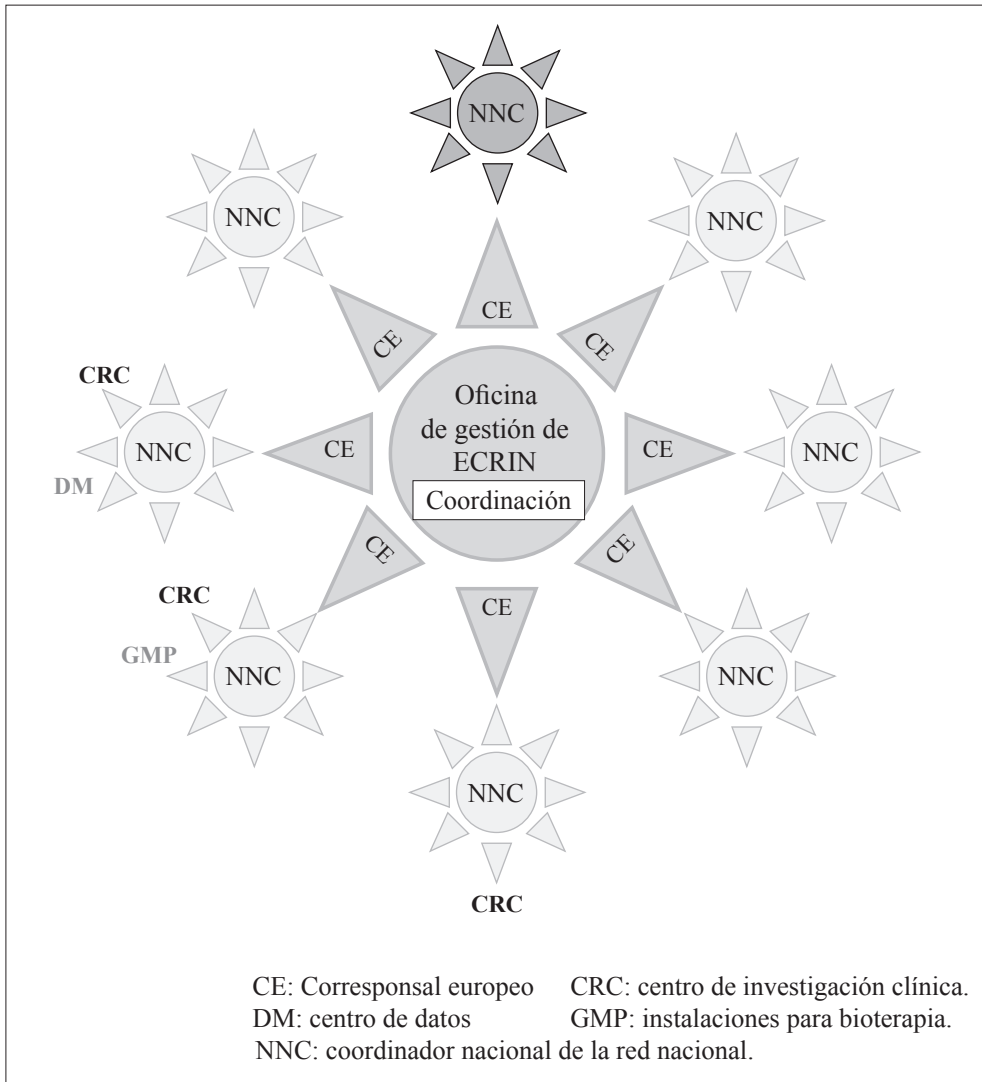 NNC
NNC
NNC
CE
CE
CE
CRC
NNC
DM
CE
Oficina
de gestión de
ECRIN
Coordinación
CE
NNC
CE
CE
CE
CRC
GMP
NNC
NNC
NNC
CRC
CE: Corresponsal europeo
CRC: centro de investigación clínica.
DM: centro de datos
GMP: instalaciones para bioterapia.
NNC: coordinador nacional de la red nacional.